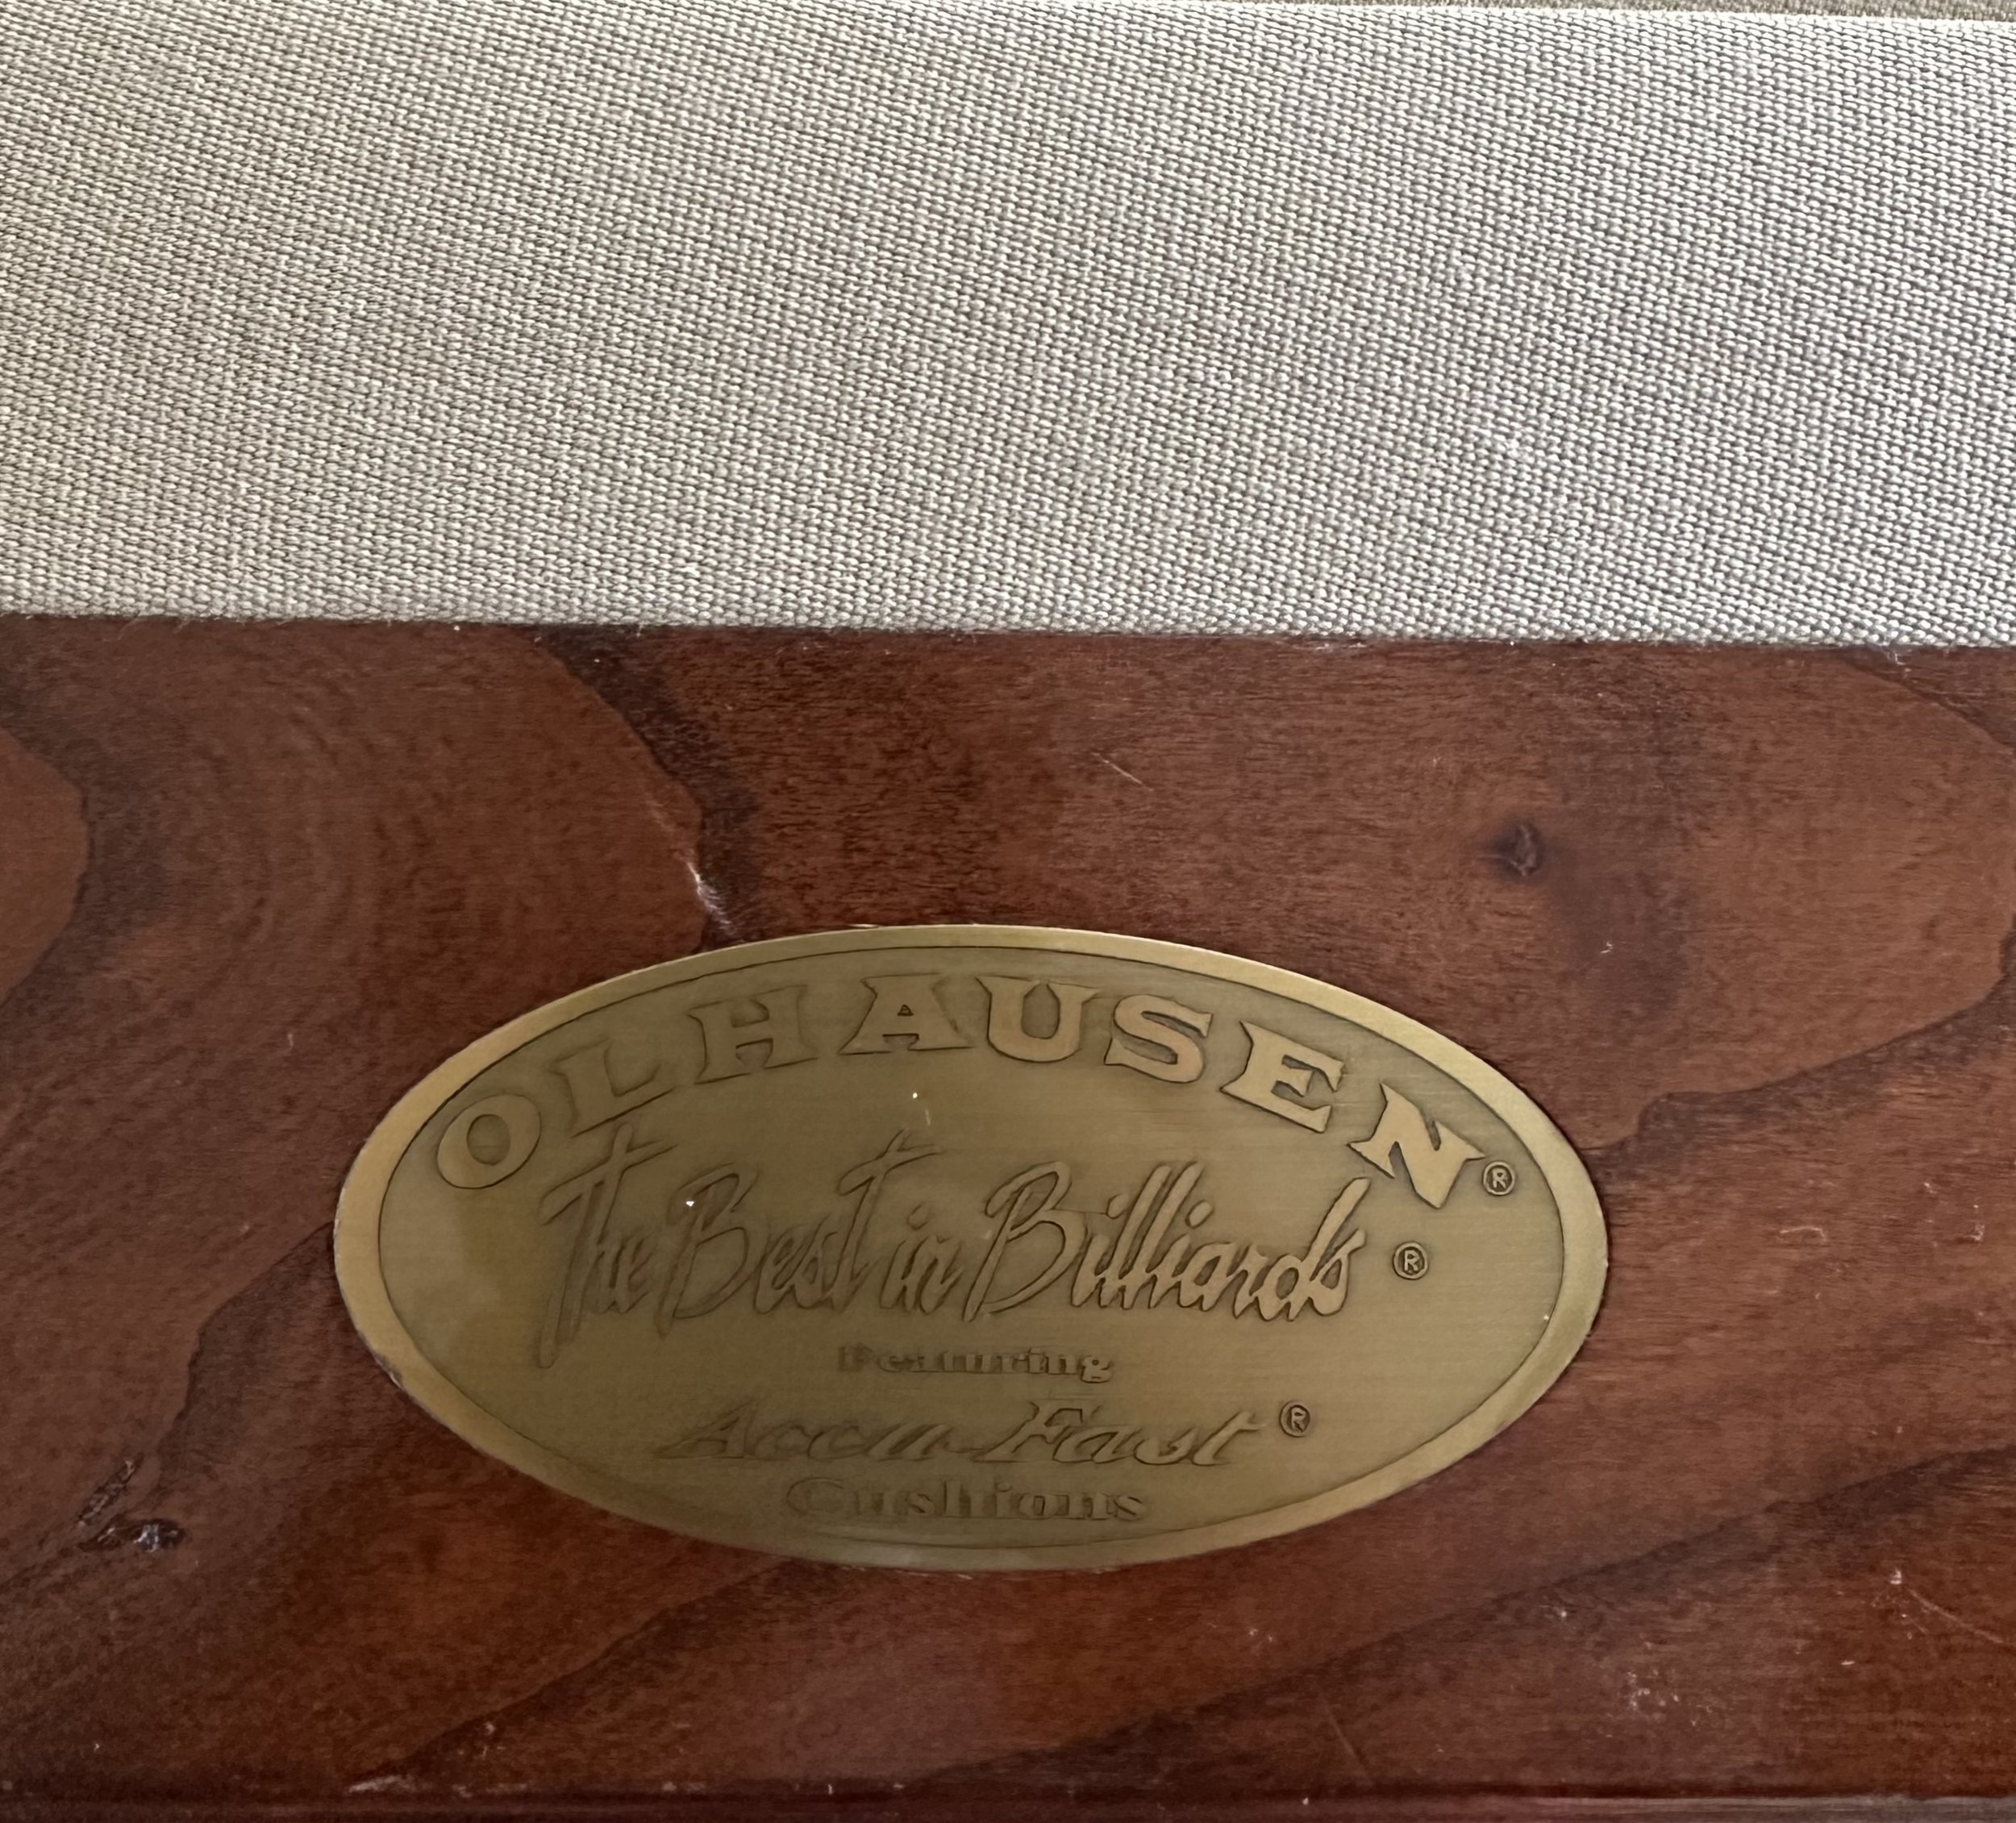 OLHAUSEN®
The Best in Billiards®
Featuring
Accu-Fast®
Cushions